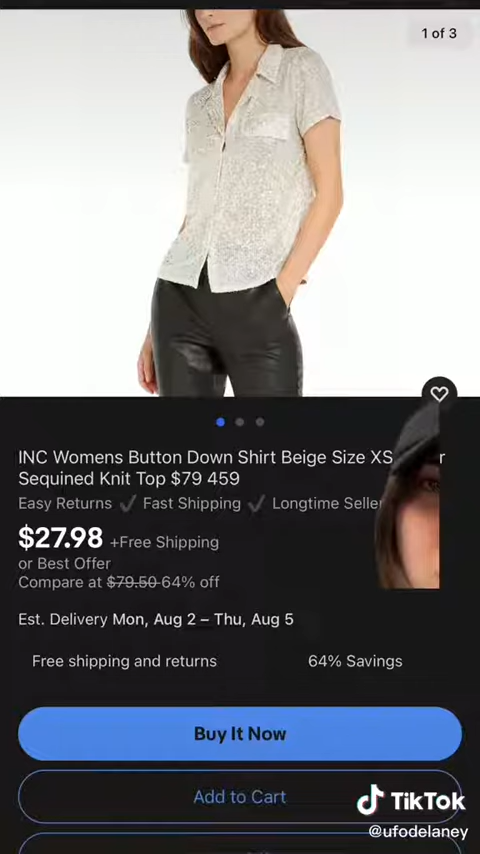 1 of 3
INC Womens Button Down Shirt Beige Size XS r
Sequined Knit Top $79 459
Easy Returns ✔ Fast Shipping ✔ Longtime Seller
$27.98 +Free Shipping
or Best Offer
Compare at $79.50 64% off
Est. Delivery Mon, Aug 2 – Thu, Aug 5
Free shipping and returns
64% Savings
Buy It Now
Add to Cart
TikTok
@ufodelaney